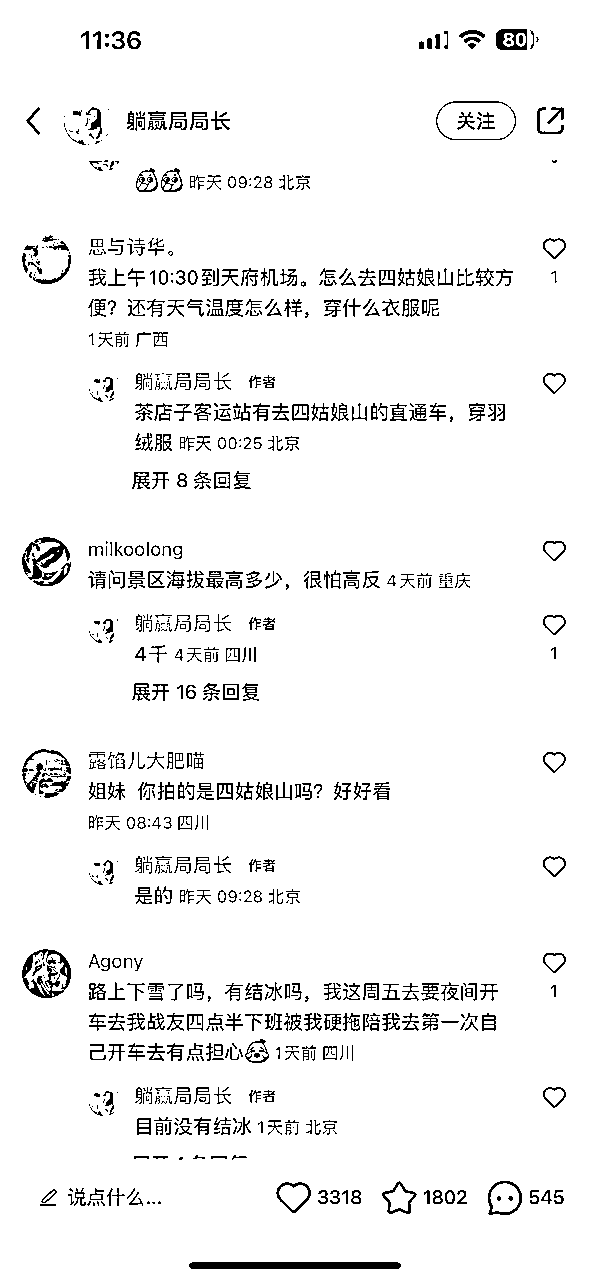 11:36
80
躺赢局局长
关注
昨天 09:28 北京
思与诗华。
我上午10:30到天府机场。怎么去四姑娘山比较方
便？还有天气温度怎么样，穿什么衣服呢
1
1天前 广西
躺赢局局长 作者
茶店子客运站有去四姑娘山的直通车，穿羽
绒服 昨天 00:25 北京
展开 8 条回复
milkoolong
请问景区海拔最高多少，很怕高反 4天前 重庆
躺赢局局长 作者
4千 4天前 四川
1
展开 16 条回复
露馅儿大肥喵
姐妹 你拍的是四姑娘山吗？好好看
昨天 08:43 四川
躺赢局局长 作者
是的 昨天 09:28 北京
Agony
路上下雪了吗，有结冰吗，我这周五去要夜间开
1
车去我战友四点半下班被我硬拖陪我去第一次自
己开车去有点担心 1天前 四川
躺赢局局长 作者
目前没有结冰 1天前 北京
说点什么...
3318
1802
545